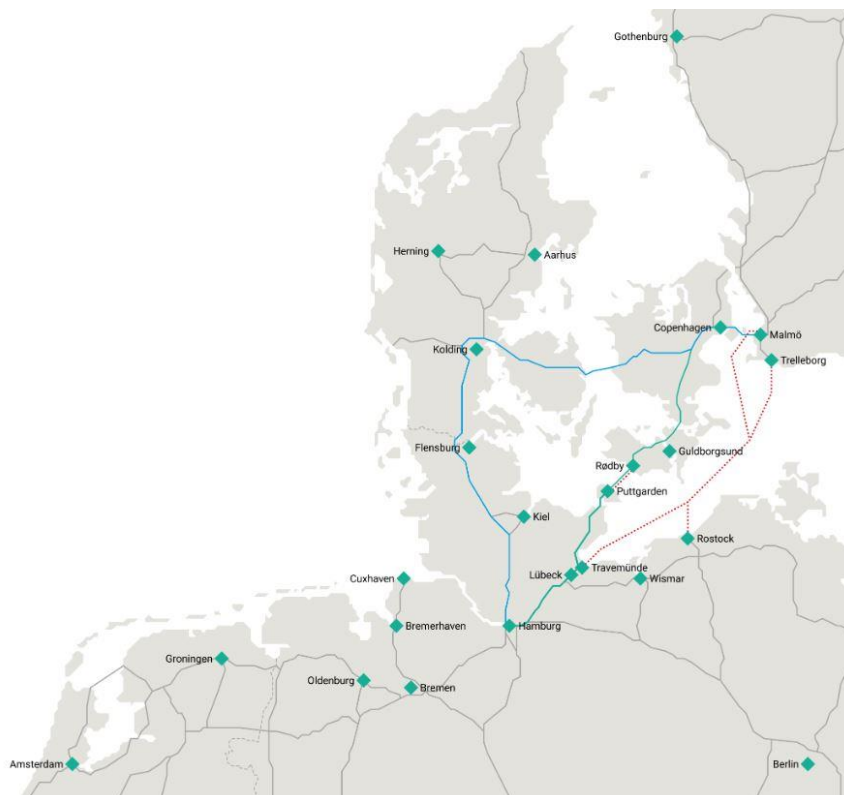 Gothenburg
Herning
Aarhus
Copenhagen
Malmö
Kolding
Trelleborg
Flensburg
Guldborgsund
Rødby
Puttgarden
Kiel
Rostock
Travemünde
Lübeck
Wismar
Cuxhaven
Bremerhaven
Hamburg
Groningen
Oldenburg
Bremen
Amsterdam
Berlin